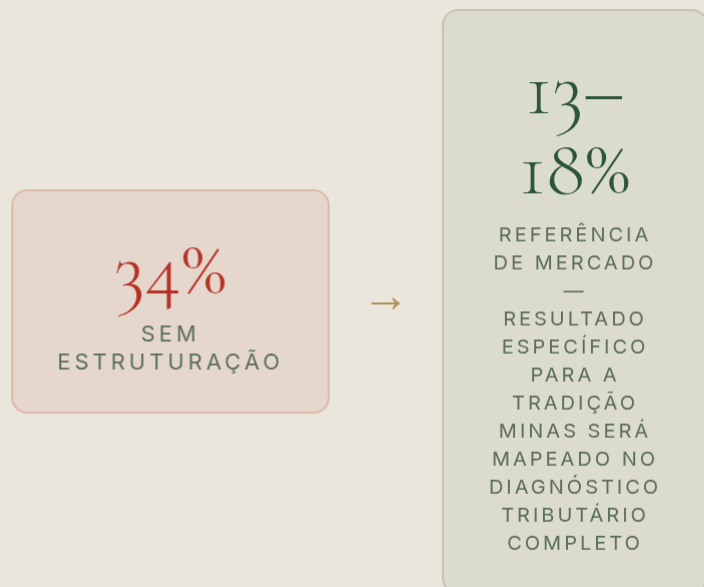 34%
SEM
ESTRUTURAÇÃO
→
13–
18%
REFERÊNCIA
DE MERCADO
—
RESULTADO
ESPECÍFICO
PARA A
TRADIÇÃO
MINAS SERÁ
MAPEADO NO
DIAGNÓSTICO
TRIBUTÁRIO
COMPLETO